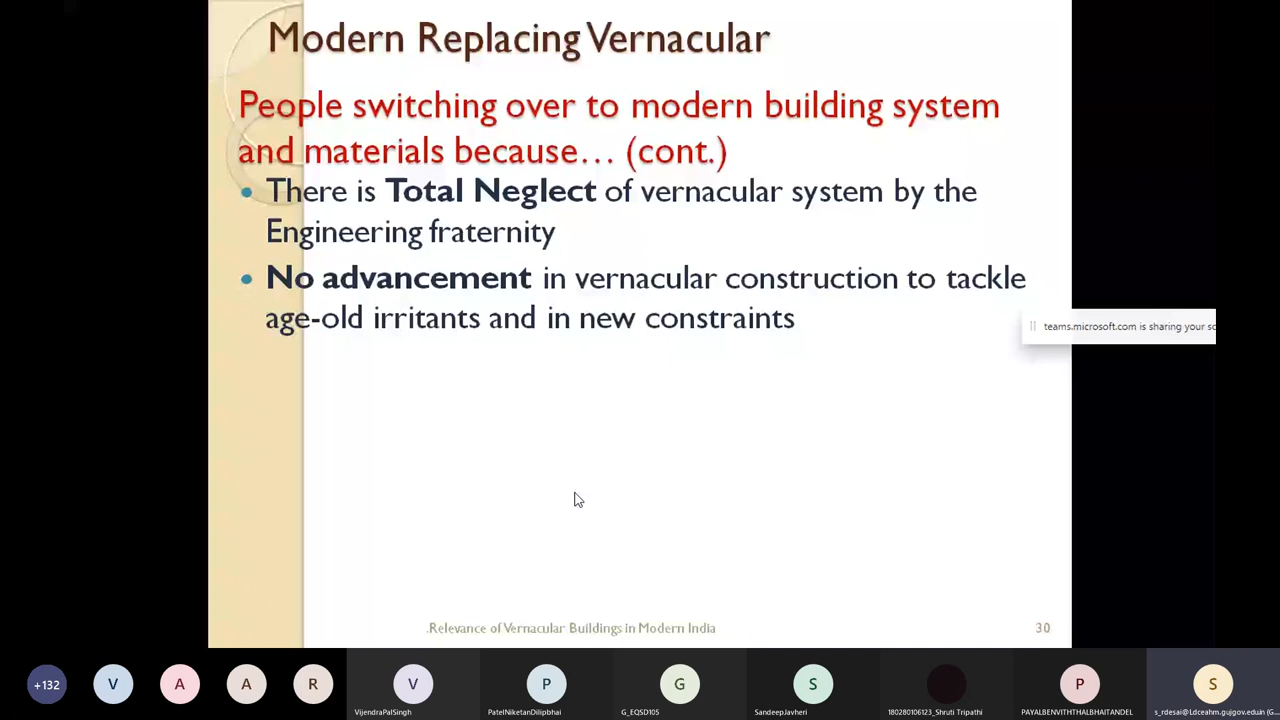 Modern Replacing Vernacular
People switching over to modern building system
and materials because… (cont.)
• There is Total Neglect of vernacular system by the
Engineering fraternity
• No advancement in vernacular construction to tackle
age-old irritants and in new constraints
teams.microsoft.com is sharing your sc
.Relevance of Vernacular Buildings in Modern India
30
+132
V
A
A
R
V
P
G
S
P
S
VijendraPalSingh
PatelNiketanDilipbhai
G_EQSD105
SandeepJavheri
180280106123_Shruti Tripathi
PAYALBENVITHTHALBHAITANDEL
s_rdesai@Ldceahm.gujgov.eduin (G...